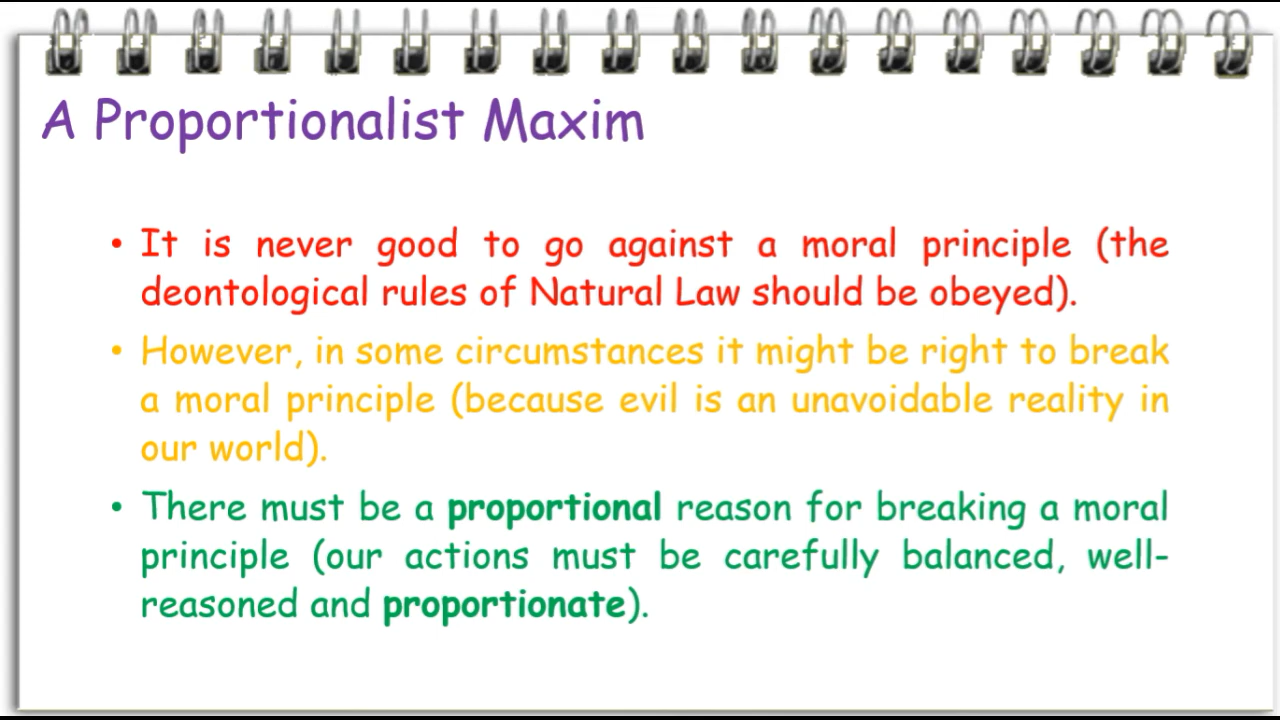 A Proportionalist Maxim
• It is never good to go against a moral principle (the
deontological rules of Natural Law should be obeyed).
• However, in some circumstances it might be right to break
a moral principle (because evil is an unavoidable reality in
our world).
• There must be a proportional reason for breaking a moral
principle (our actions must be carefully balanced, well-
reasoned and proportionate).